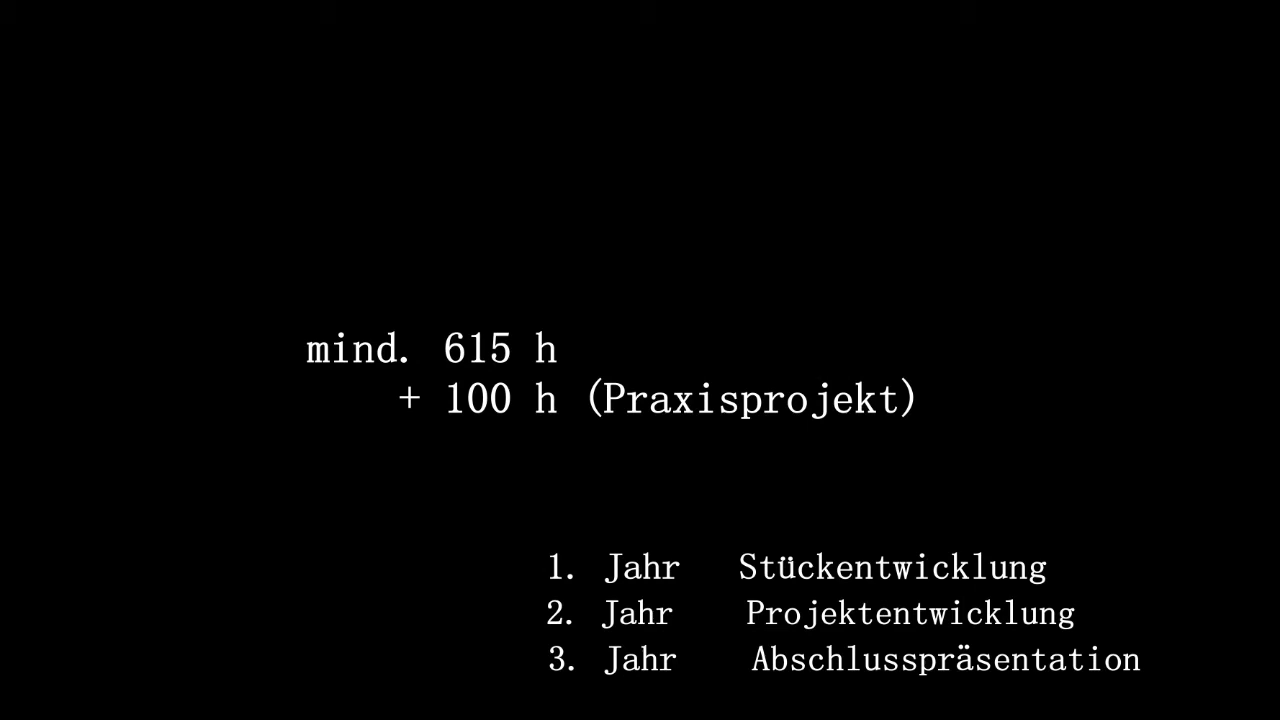 mind. 615 h
+ 100 h (Praxisprojekt)
1. Jahr Stückentwicklung
2. Jahr Projektentwicklung
3. Jahr Abschlusspräsentation